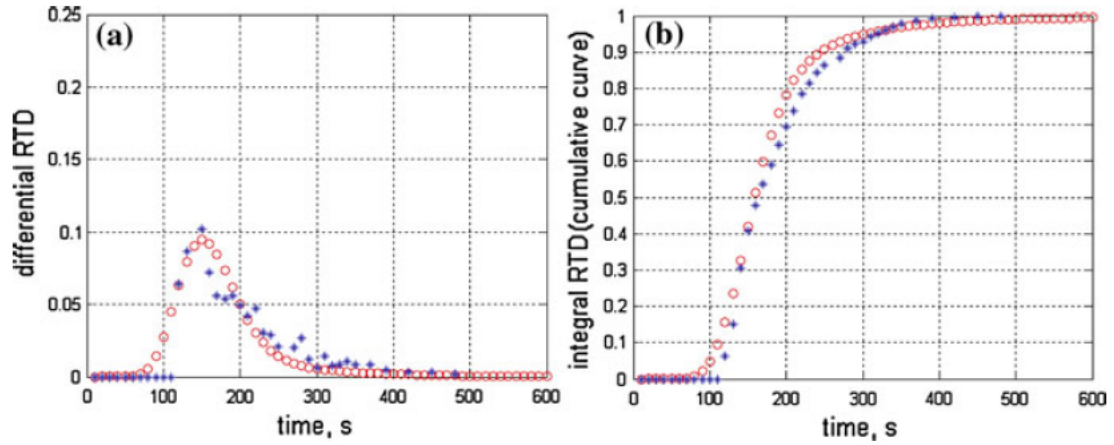 (a)
differential RTD
0.25
0.2
0.15
0.1
0.05
0
0 100 200 300 400 500 600
time, s
(b)
integral RTD(cumulative curve)
1
0.9
0.8
0.7
0.6
0.5
0.4
0.3
0.2
0.1
0
0 100 200 300 400 500 600
time, s